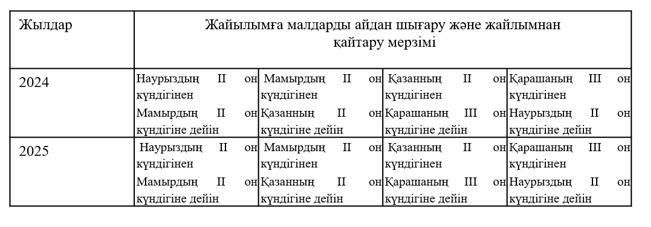 Жылдар
Жайылымға малдарды айдан шығару және жайлымнан
қайтару мерзімі
2024
Наурыздың II он
күндігінен
Мамырдың II он
күндігіне дейін
Мамырдың II он
күндігінен
Қазанның II он
күндігіне дейін
Қазанның II он
күндігінен
Қарашаның III он
күндігіне дейін
Қарашаның III он
күндігінен
Наурыздың II он
күндігіне дейін
2025
Наурыздың II он
күндігінен
Мамырдың II он
күндігіне дейін
Мамырдың II он
күндігінен
Қазанның II он
күндігіне дейін
Қазанның II он
күндігінен
Қарашаның III он
күндігіне дейін
Қарашаның III он
күндігінен
Наурыздың II он
күндігіне дейін